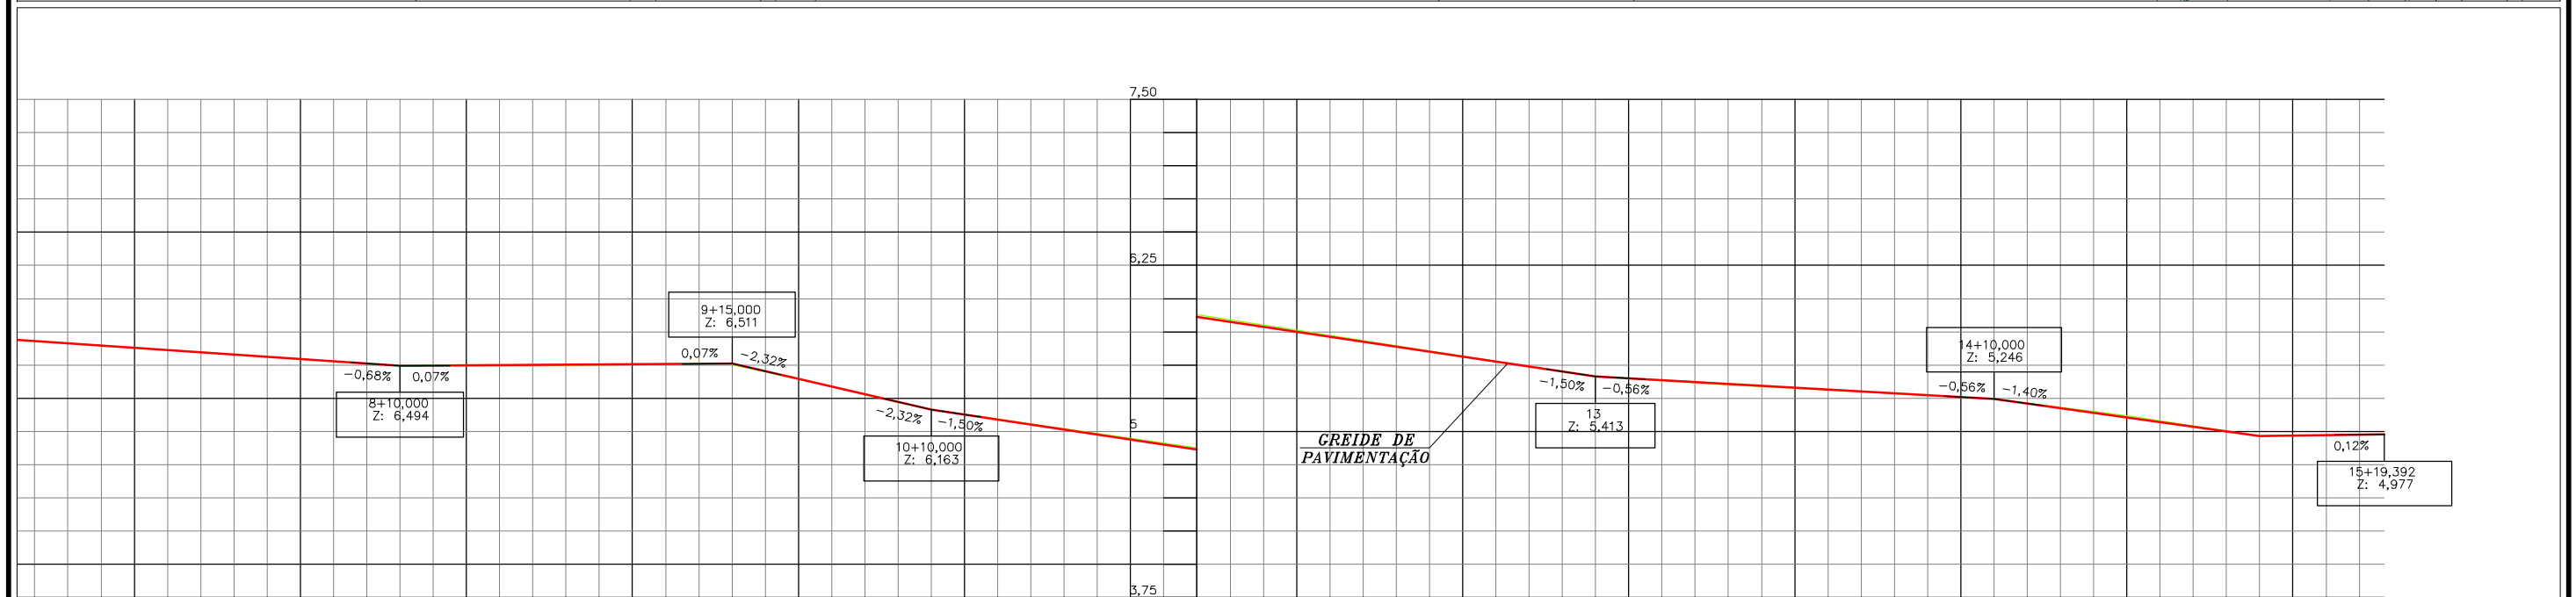 7,50
6,25
5
3,75
−0,68%
0,07%
8+10,000
Z: 6,494
9+15,000
Z: 6,511
0,07%
−2,32%
−2,32%
−1,50%
10+10,000
Z: 6,163
GREIDE DE
PAVIMENTAÇÃO
−1,50%
−0,56%
13
Z: 5,413
14+10,000
Z: 5,246
−0,56%
−1,40%
0,12%
15+19,392
Z: 4,977